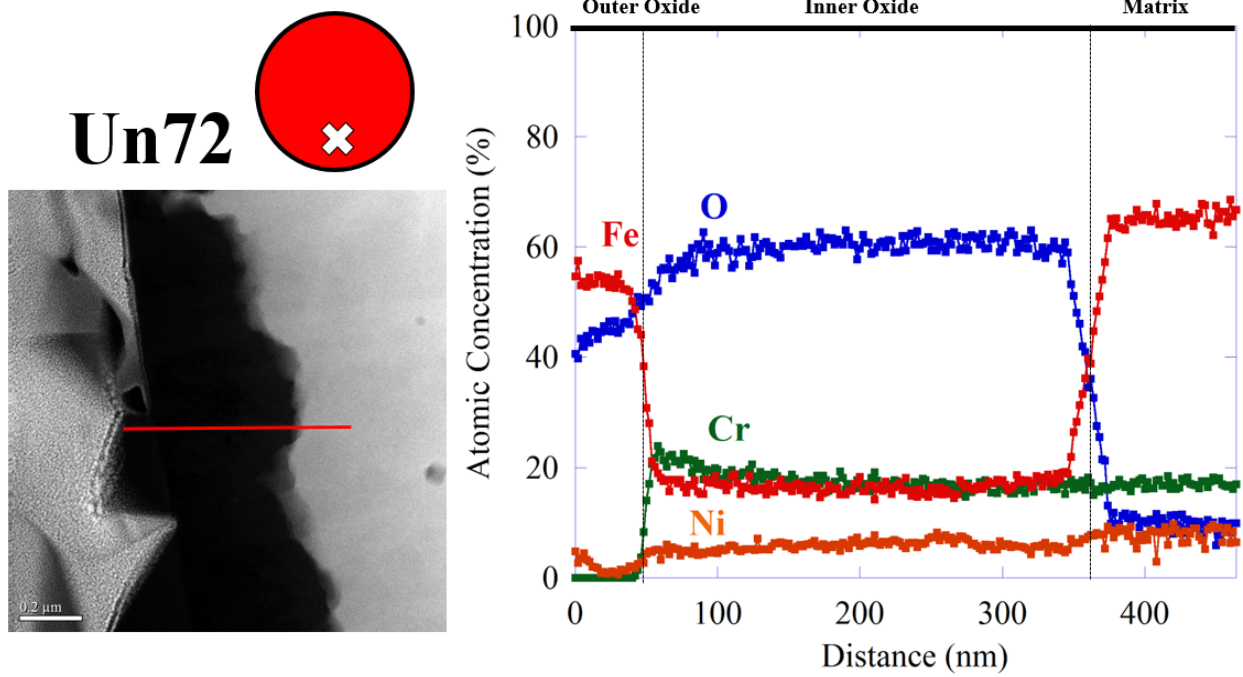 Un72
0.2 μm
Outer Oxide Inner Oxide Matrix
100
80
60
40
20
0
Atomic Concentration (%)
O
Fe
Cr
Ni
0 100 200 300 400
Distance (nm)